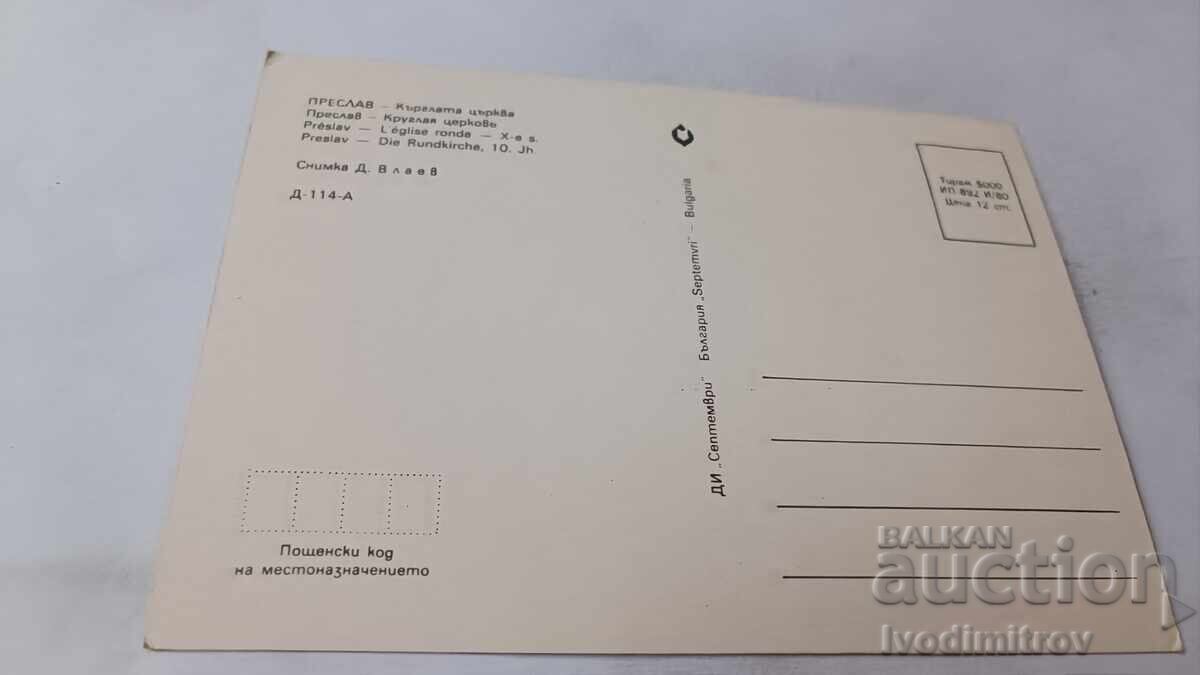 ПРЕСЛАВ – Кръглата църква
Преслав – Круглая церковь
Préslav – L'église ronde – X-e s.
Preslav – Die Rundkirche, 10. Jh.
Снимка Д. Влаев
Д-114-А
ДИ „Септември" България „Septemvri" – Bulgaria
Тираж 5000
ИП 892 И/80
Цена 12 ст.
Пощенски код
на местоназначението
BALKAN
auction
Ivodimitrov